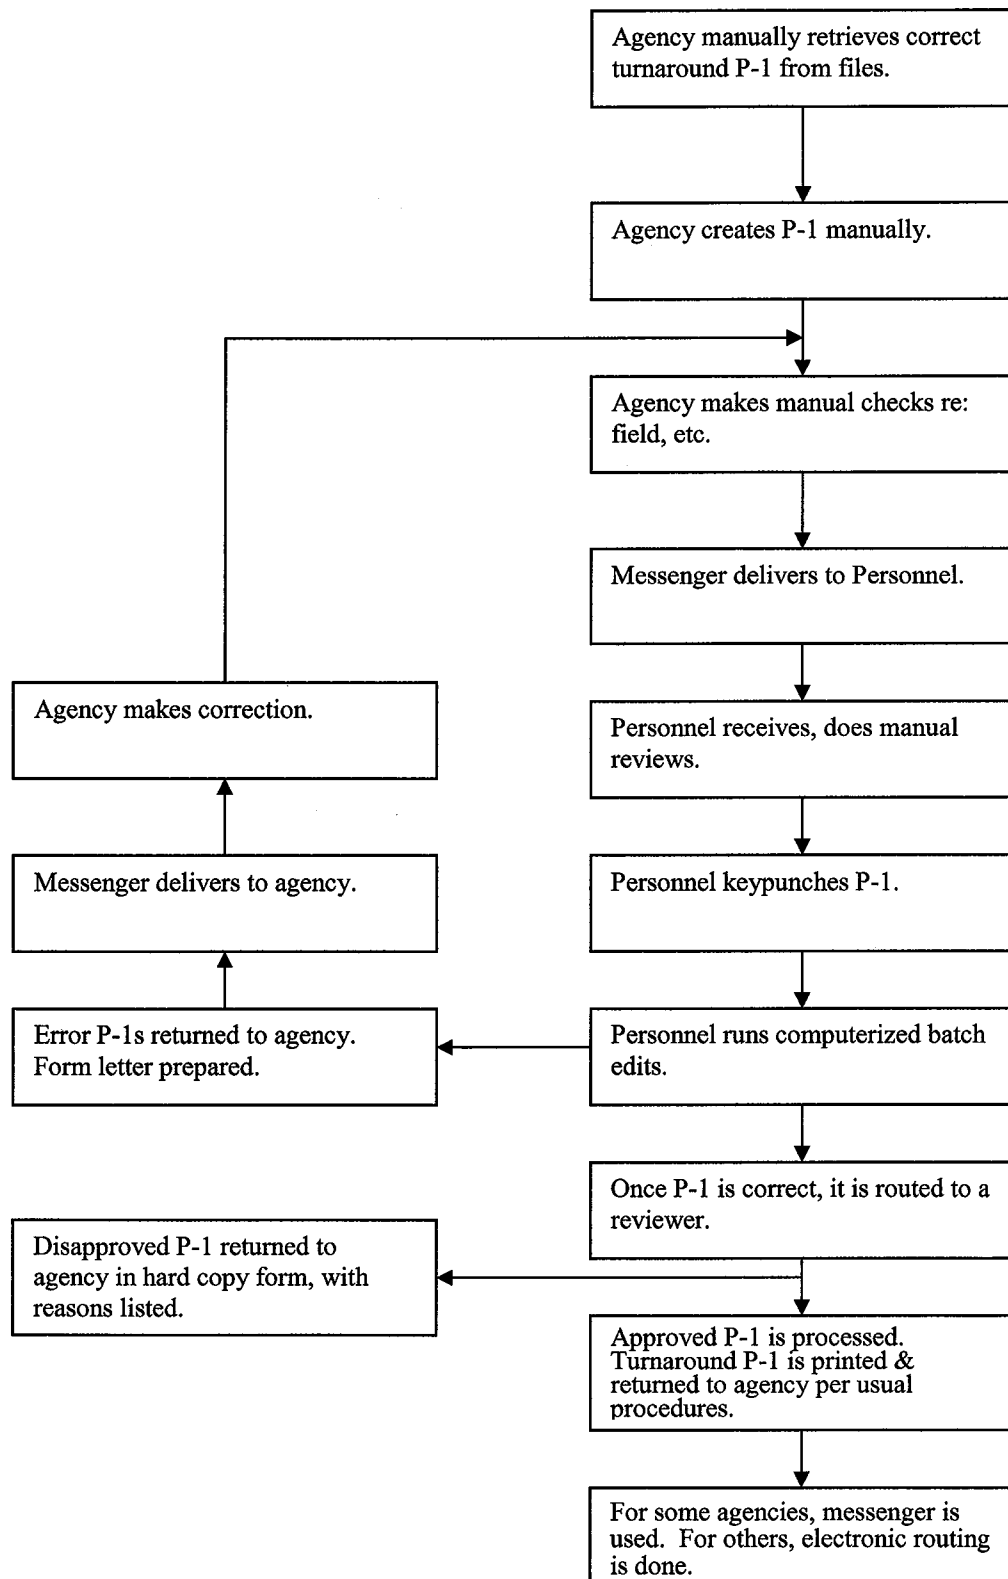 Agency manually retrieves correct
turnaround P-1 from files.
Agency creates P-1 manually.
Agency makes manual checks re:
field, etc.
Messenger delivers to Personnel.
Personnel receives, does manual
reviews.
Personnel keypunches P-1.
Personnel runs computerized batch
edits.
Error P-1s returned to agency.
Form letter prepared.
Messenger delivers to agency.
Agency makes correction.
Once P-1 is correct, it is routed to a
reviewer.
Disapproved P-1 returned to
agency in hard copy form, with
reasons listed.
Approved P-1 is processed.
Turnaround P-1 is printed &
returned to agency per usual
procedures.
For some agencies, messenger is
used.  For others, electronic routing
is done.